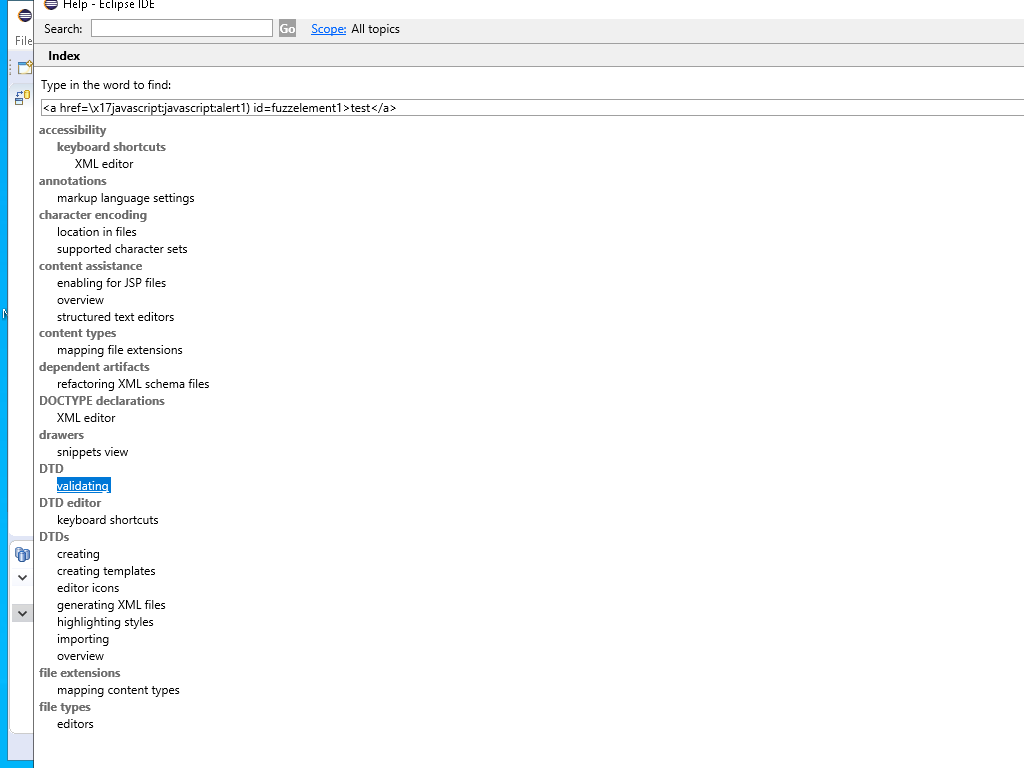 Help - Eclipse IDE
File
Search:
Go
Scope: All topics
Index
Type in the word to find:
<a href=\x17javascript:javascript:alert1) id=fuzzelement1>test</a>
accessibility
keyboard shortcuts
XML editor
annotations
markup language settings
character encoding
location in files
supported character sets
content assistance
enabling for JSP files
overview
structured text editors
content types
mapping file extensions
dependent artifacts
refactoring XML schema files
DOCTYPE declarations
XML editor
drawers
snippets view
DTD
validating
DTD editor
keyboard shortcuts
DTDs
creating
creating templates
editor icons
generating XML files
highlighting styles
importing
overview
file extensions
mapping content types
file types
editors